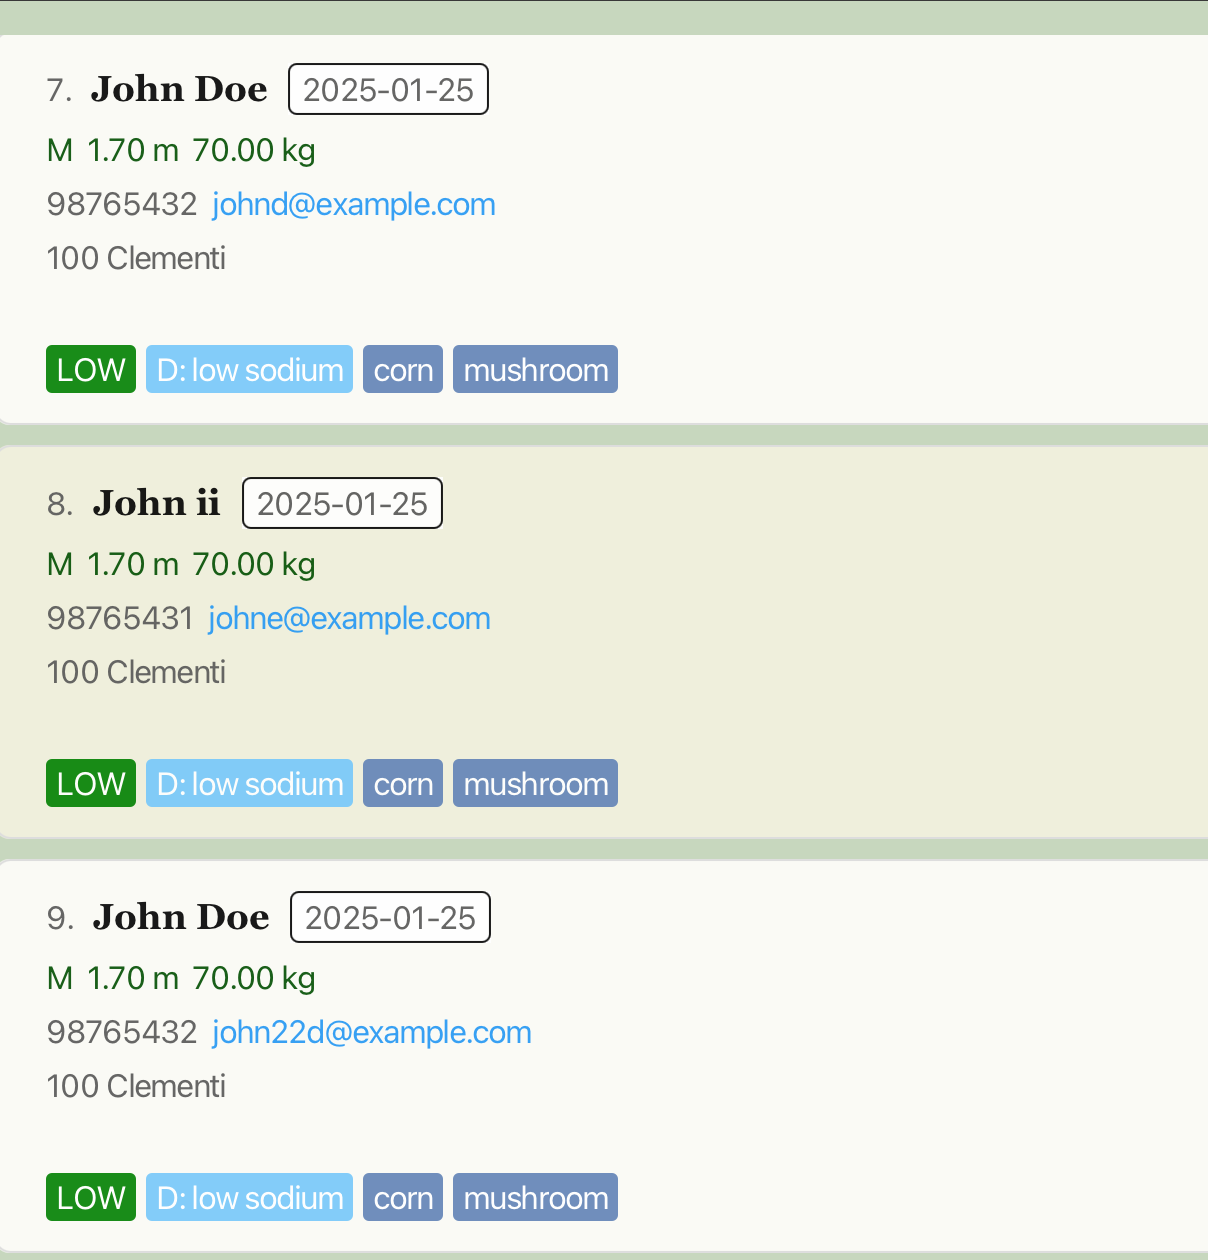 7. John Doe 2025-01-25
M 1.70 m 70.00 kg
98765432 johnd@example.com
100 Clementi
LOW D: low sodium corn mushroom
8. John ii 2025-01-25
M 1.70 m 70.00 kg
98765431 johne@example.com
100 Clementi
LOW D: low sodium corn mushroom
9. John Doe 2025-01-25
M 1.70 m 70.00 kg
98765432 john22d@example.com
100 Clementi
LOW D: low sodium corn mushroom